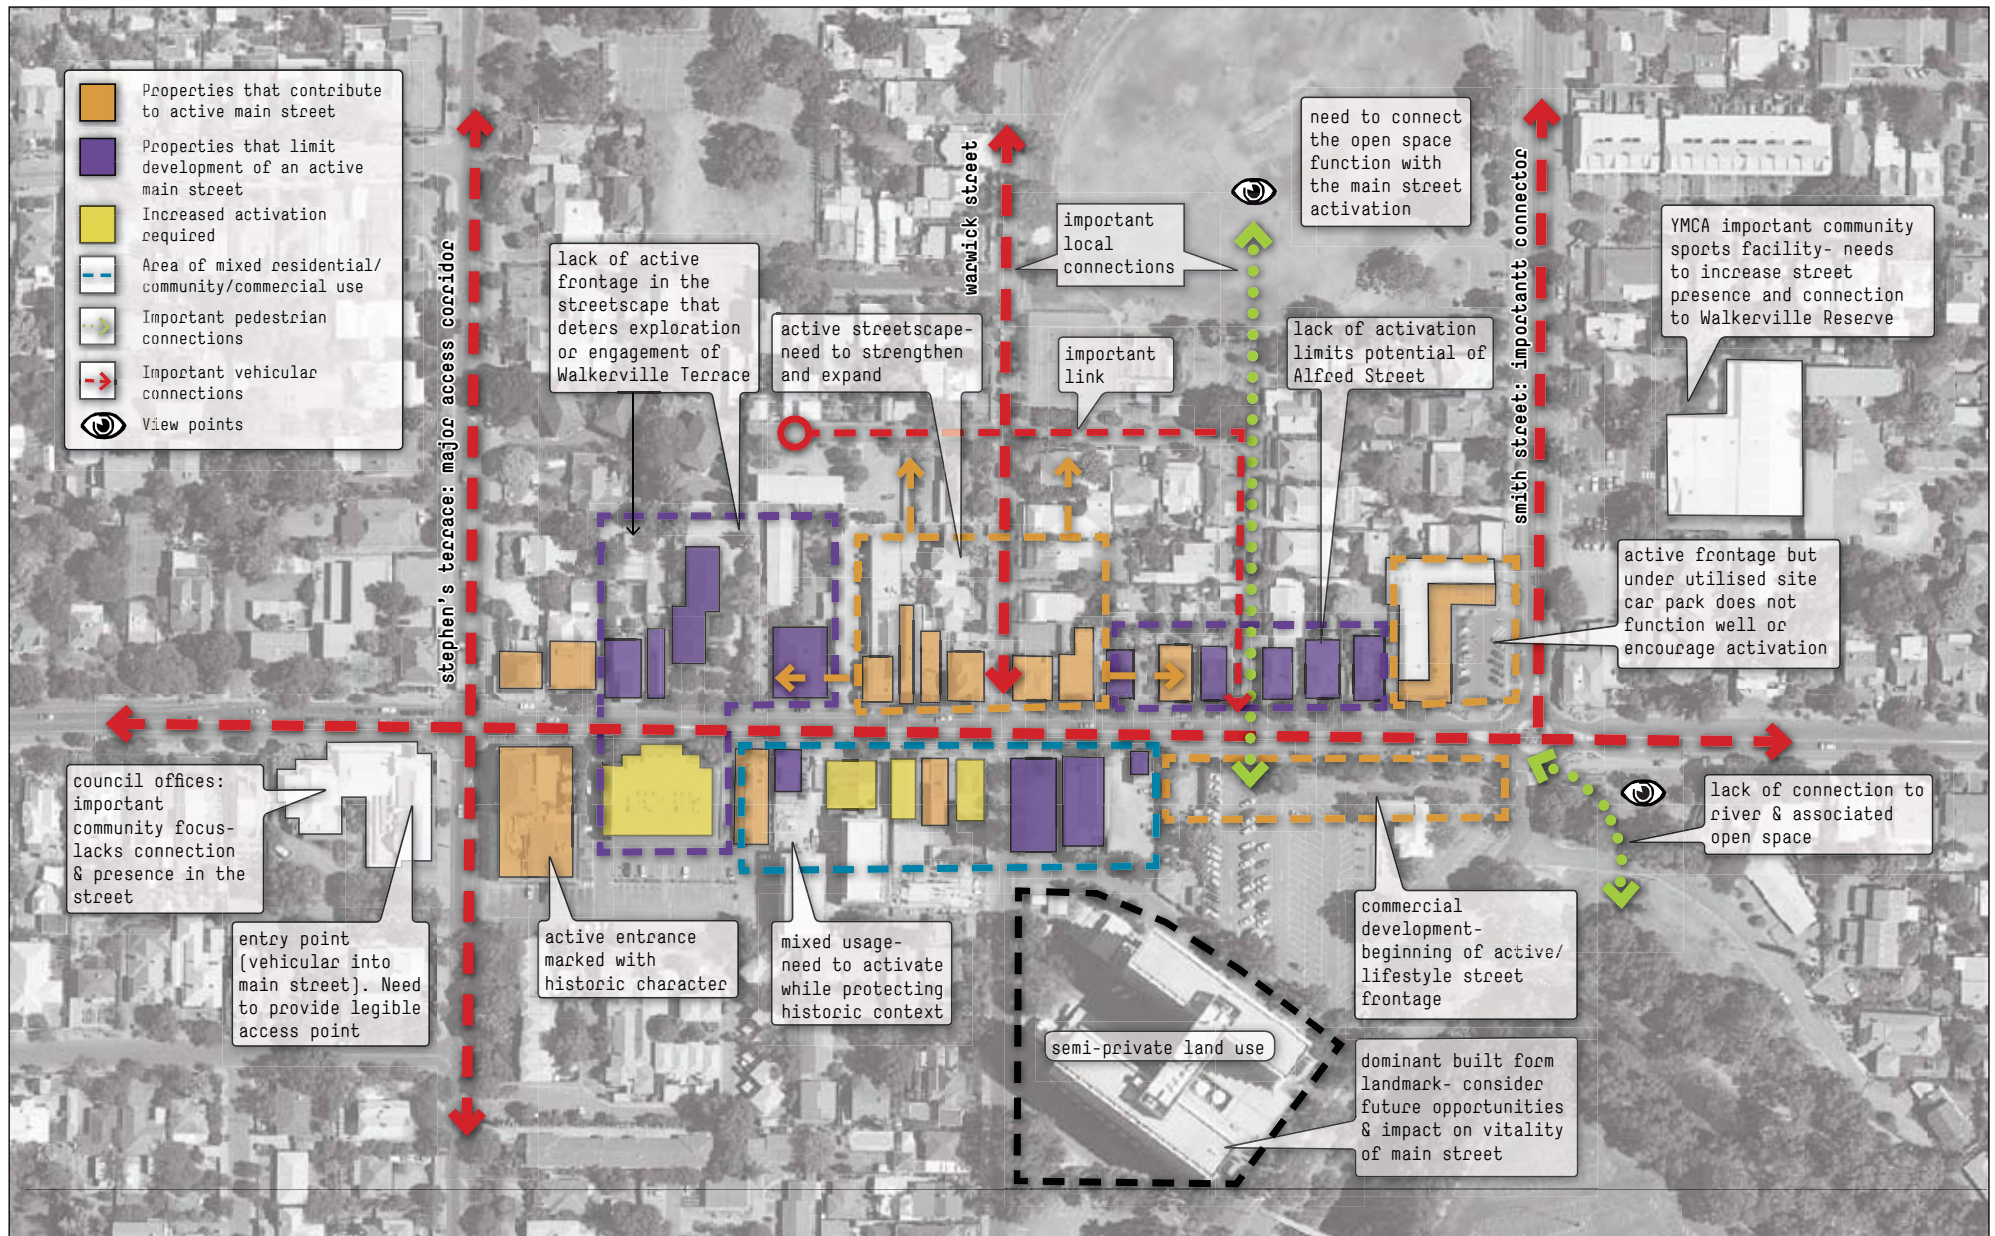 Properties that contribute
to active main street
Properties that limit
development of an active
main street
Increased activation
required
Area of mixed residential/
community/commercial use
Important pedestrian
connections
Important vehicular
connections
View points
stephen's terrace: major access corridor
lack of active
frontage in the
streetscape that
deters exploration
or engagement of
Walkerville Terrace
active streetscape-
need to strengthen
and expand
warwick street
important
local
connections
important
link
need to connect
the open space
function with
the main street
activation
lack of activation
limits potential of
Alfred Street
smith street: importantt connector
YMCA important community
sports facility- needs
to increase street
presence and connection
to Walkerville Reserve
active frontage but
under utilised site
car park does not
function well or
encourage activation
council offices:
important
community focus-
lacks connection
& presence in the
street
entry point
(vehicular into
main street). Need
to provide legible
access point
active entrance
marked with
historic character
mixed usage-
need to activate
while protecting
historic context
semi-private land use
commercial
development-
beginning of active/
lifestyle street
frontage
dominant built form
landmark- consider
future opportunities
& impact on vitality
of main street
lack of connection to
river & associated
open space